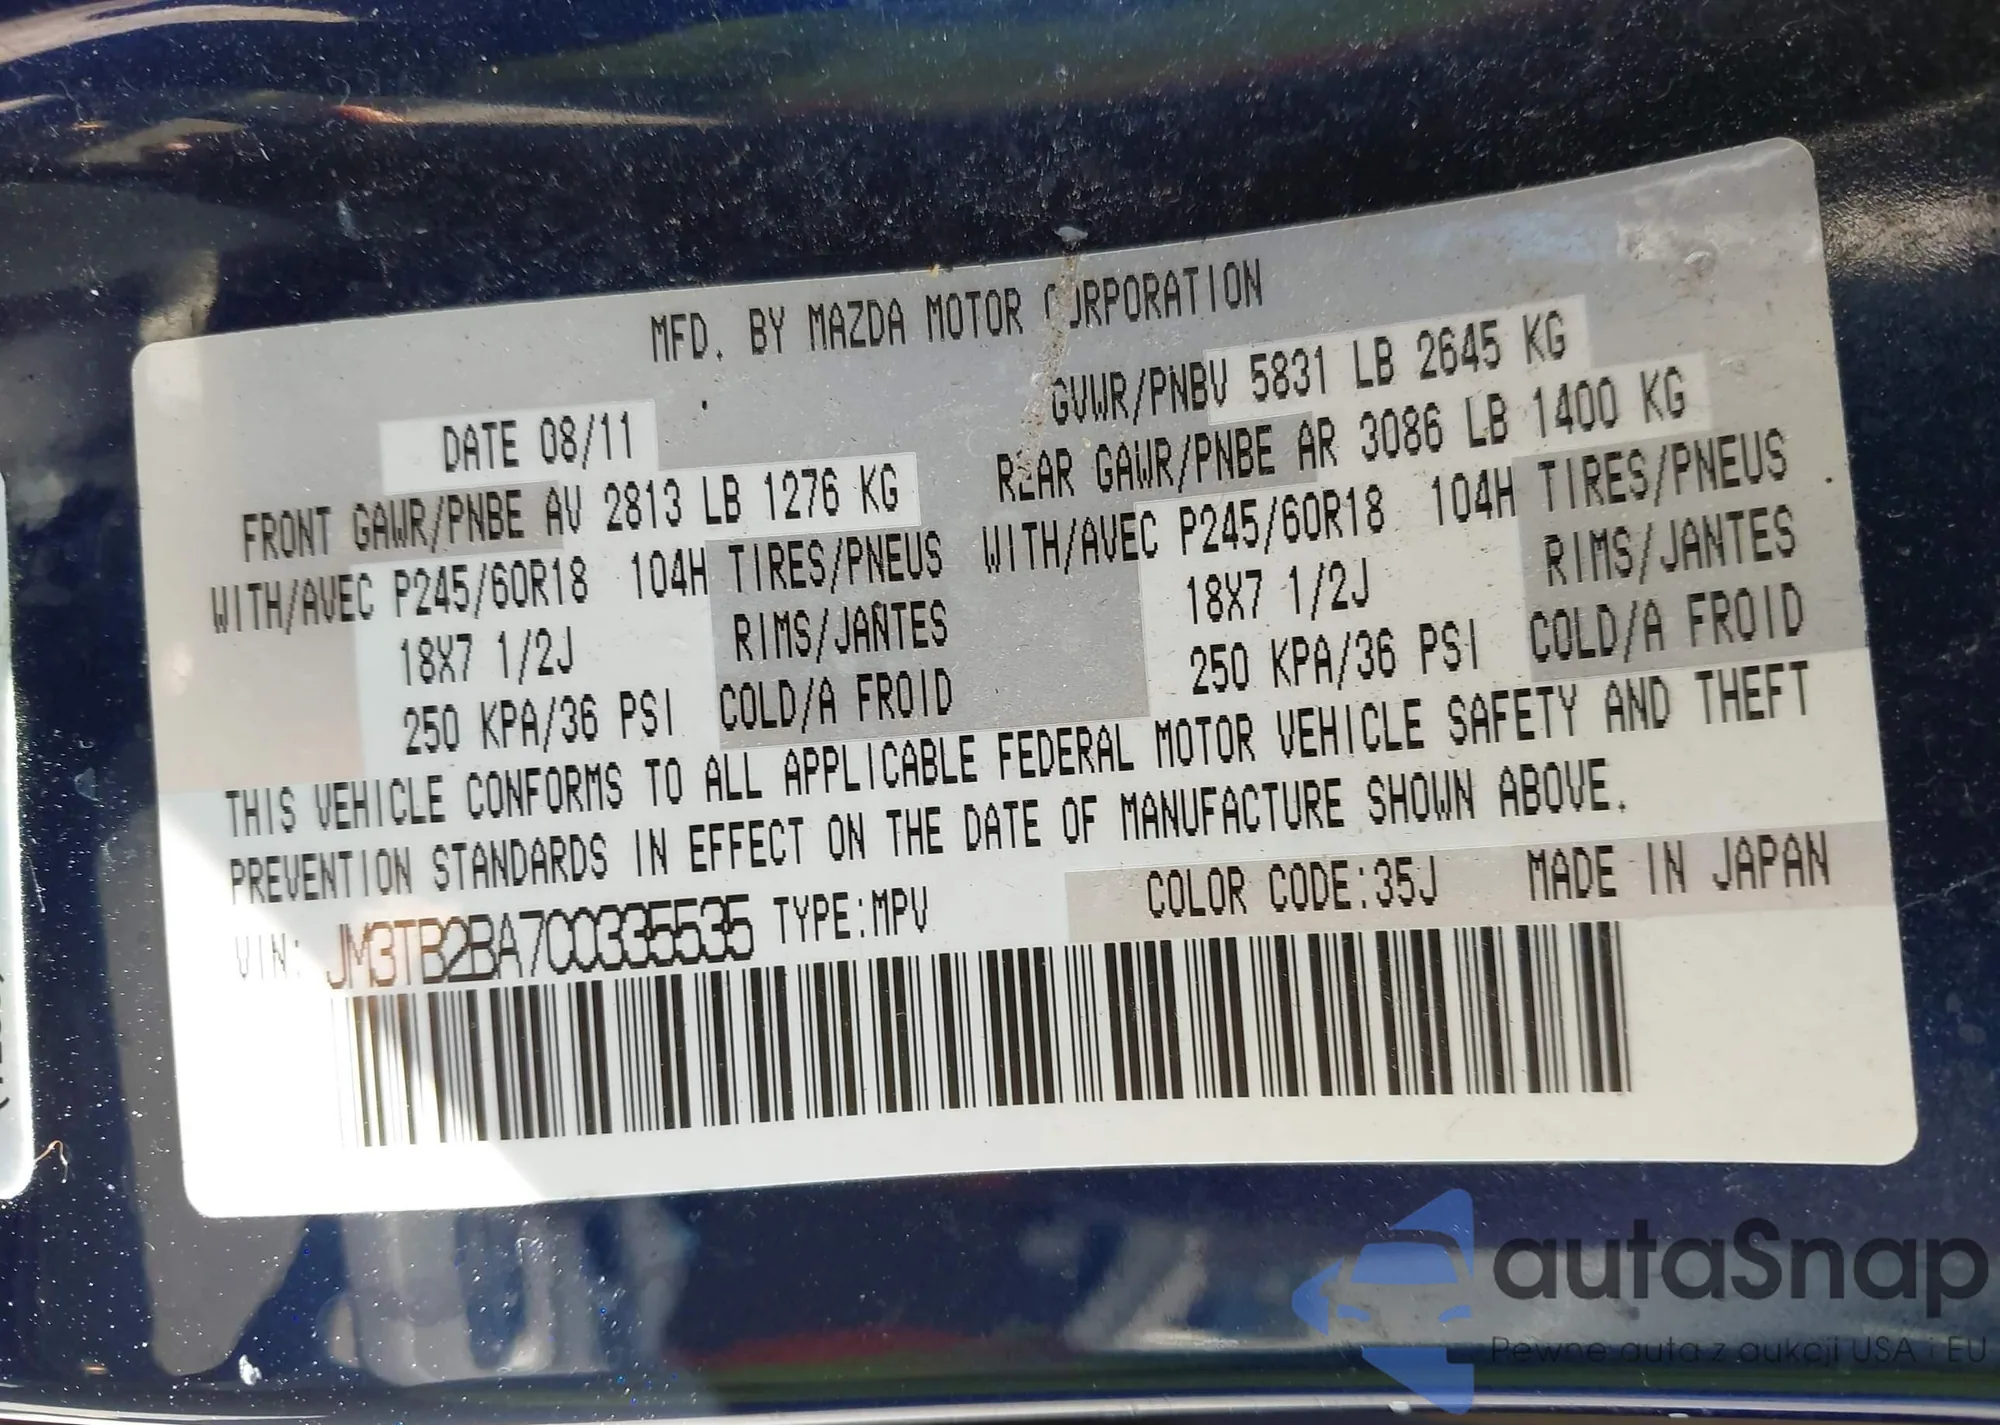 MFD. BY MAZDA MOTOR CORPORATION
DATE 08/11
GVWR/PNBV 5831 LB 2645 KG
FRONT GAWR/PNBE AV 2813 LB 1276 KG
WITH/AVEC P245/60R18 104H TIRES/PNEUS
18X7 1/2J RIMS/JANTES
250 KPA/36 PSI COLD/A FROID
REAR GAWR/PNBE AR 3086 LB 1400 KG
WITH/AVEC P245/60R18 104H TIRES/PNEUS
18X7 1/2J RIMS/JANTES
250 KPA/36 PSI COLD/A FROID
THIS VEHICLE CONFORMS TO ALL APPLICABLE FEDERAL MOTOR VEHICLE SAFETY AND THEFT
PREVENTION STANDARDS IN EFFECT ON THE DATE OF MANUFACTURE SHOWN ABOVE.
VIN: JM3TB2BA7C0335535 TYPE:MPV COLOR CODE:35J MADE IN JAPAN
autaSnap
Pewne auta z aukcji USA i EU